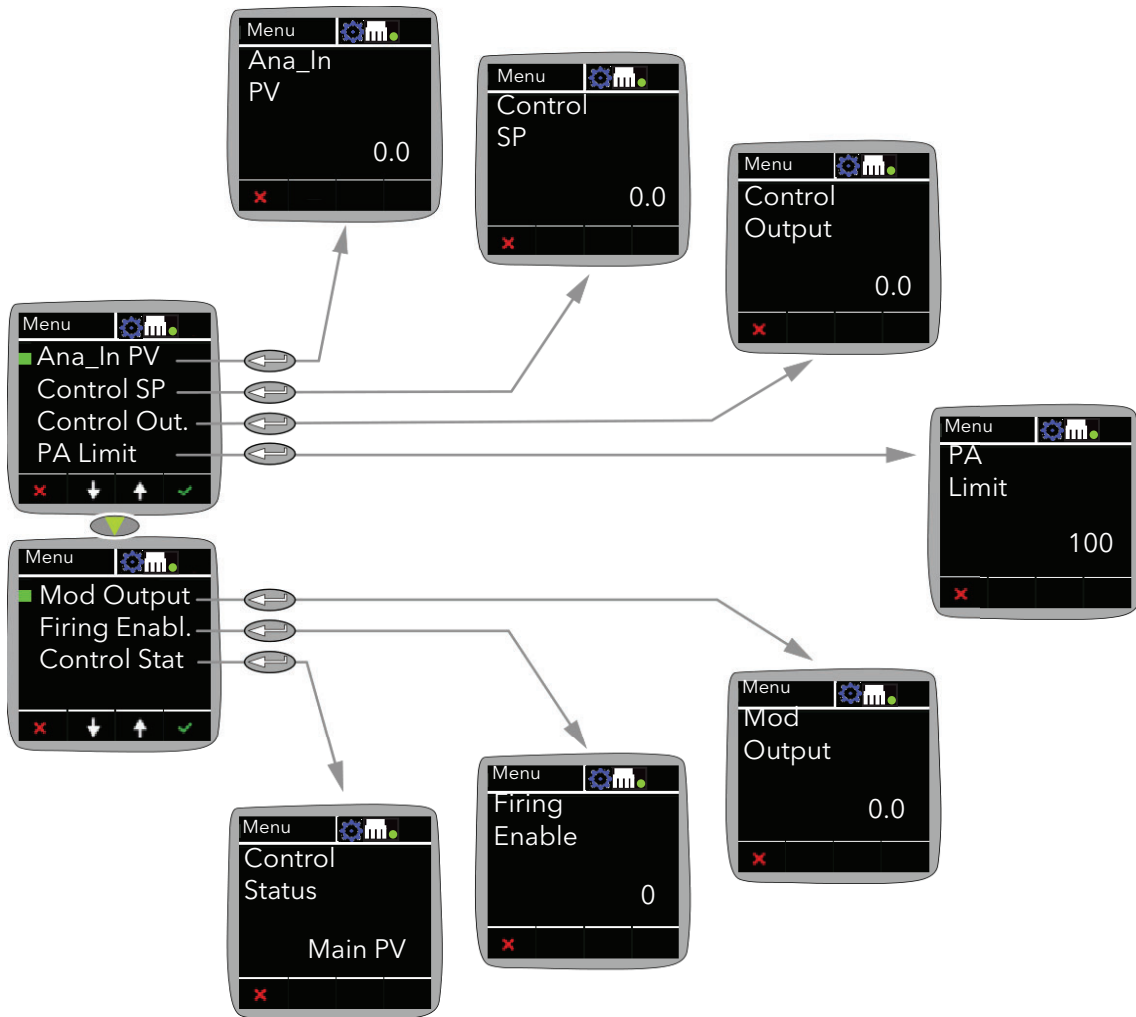 Menu
Ana_In
PV
0.0
Menu
Control
SP
0.0
Menu
Control
Output
0.0
Menu
Ana_In PV
Control SP
Control Out.
PA Limit
Menu
PA
Limit
100
Menu
Mod Output
Firing Enabl.
Control Stat
Menu
Mod
Output
0.0
Menu
Firing
Enable
0
Menu
Control
Status
Main PV